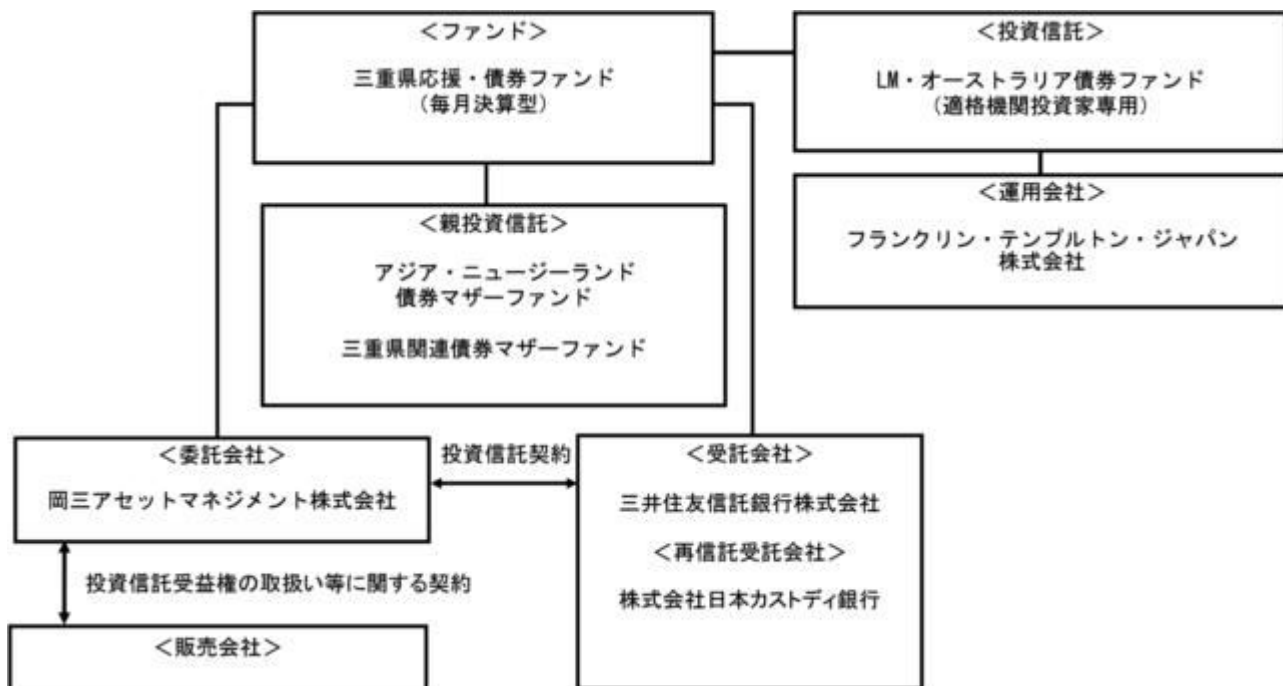 ＜ファンド＞
三重県応援・債券ファンド
（毎月決算型）
＜投資信託＞
LM・オーストラリア債券ファンド
（適格機関投資家専用）
＜運用会社＞
フランクリン・テンプルトン・ジャパン
株式会社
＜親投資信託＞
アジア・ニュージーランド
債券マザーファンド
三重県関連債券マザーファンド
＜委託会社＞
岡三アセットマネジメント株式会社
投資信託契約
＜受託会社＞
三井住友信託銀行株式会社
＜再信託受託会社＞
株式会社日本カストディ銀行
投資信託受益権の取扱い等に関する契約
＜販売会社＞